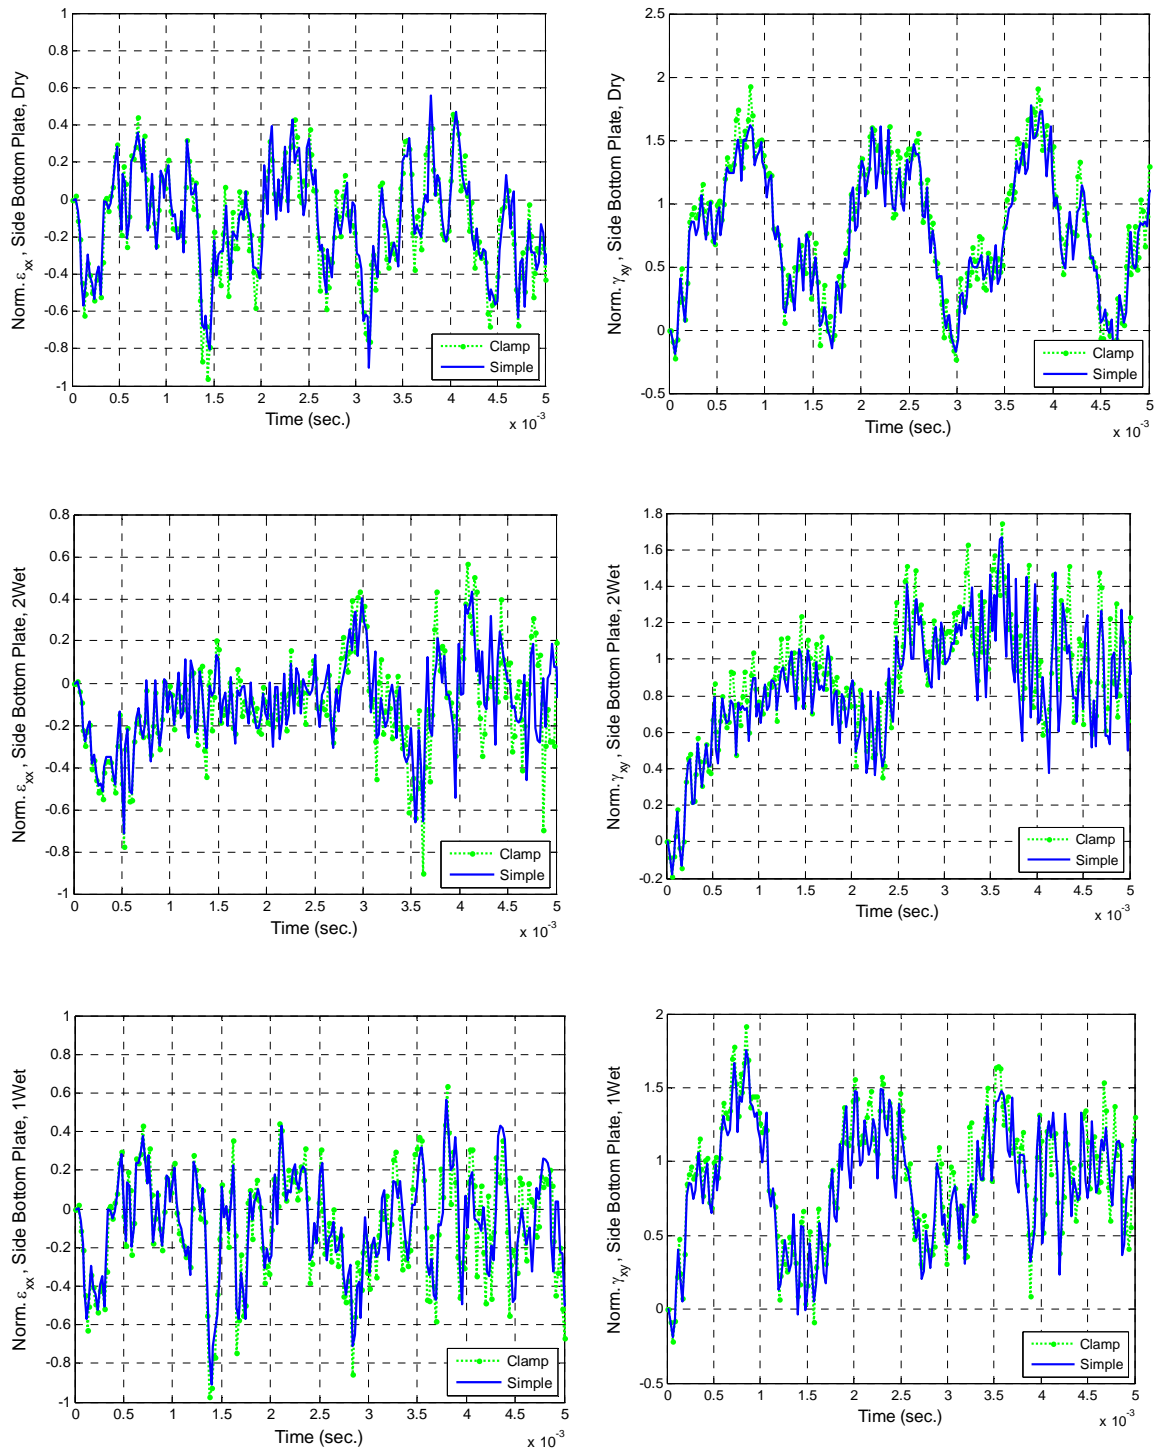 Norm. εxx , Side Bottom Plate, Dry
1
0.8
0.6
0.4
0.2
0
-0.2
-0.4
-0.6
-0.8
-1
0 0.5 1 1.5 2 2.5 3 3.5 4 4.5 5
Time (sec.)
x 10-3
Clamp
Simple
Norm. γxy , Side Bottom Plate, Dry
2.5
2
1.5
1
0.5
0
-0.5
0 0.5 1 1.5 2 2.5 3 3.5 4 4.5 5
Time (sec.)
x 10-3
Clamp
Simple
Norm. εxx , Side Bottom Plate, 2Wet
0.8
0.6
0.4
0.2
0
-0.2
-0.4
-0.6
-0.8
-1
0 0.5 1 1.5 2 2.5 3 3.5 4 4.5 5
Time (sec.)
x 10-3
Clamp
Simple
Norm. γxy , Side Bottom Plate, 2Wet
1.8
1.6
1.4
1.2
1
0.8
0.6
0.4
0.2
0
-0.2
0 0.5 1 1.5 2 2.5 3 3.5 4 4.5 5
Time (sec.)
x 10-3
Clamp
Simple
Norm. εxx , Side Bottom Plate, 1Wet
1
0.8
0.6
0.4
0.2
0
-0.2
-0.4
-0.6
-0.8
-1
0 0.5 1 1.5 2 2.5 3 3.5 4 4.5 5
Time (sec.)
x 10-3
Clamp
Simple
Norm. γxy , Side Bottom Plate, 1Wet
2
1.5
1
0.5
0
-0.5
0 0.5 1 1.5 2 2.5 3 3.5 4 4.5 5
Time (sec.)
x 10-3
Clamp
Simple